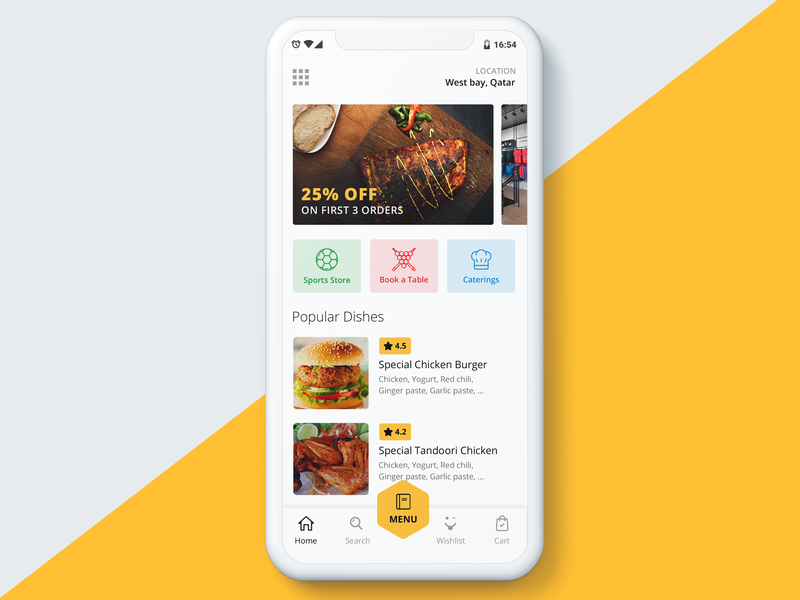 16:54
LOCATION
West bay, Qatar
25% OFF
ON FIRST 3 ORDERS
Sports Store
Book a Table
Caterings
Popular Dishes
4.5
Special Chicken Burger
Chicken, Yogurt, Red chili,
Ginger paste, Garlic paste, ...
4.2
Special Tandoori Chicken
Chicken, Yogurt, Red chili,
Ginger paste, Garlic paste, ...
Home
Search
MENU
Wishlist
Cart